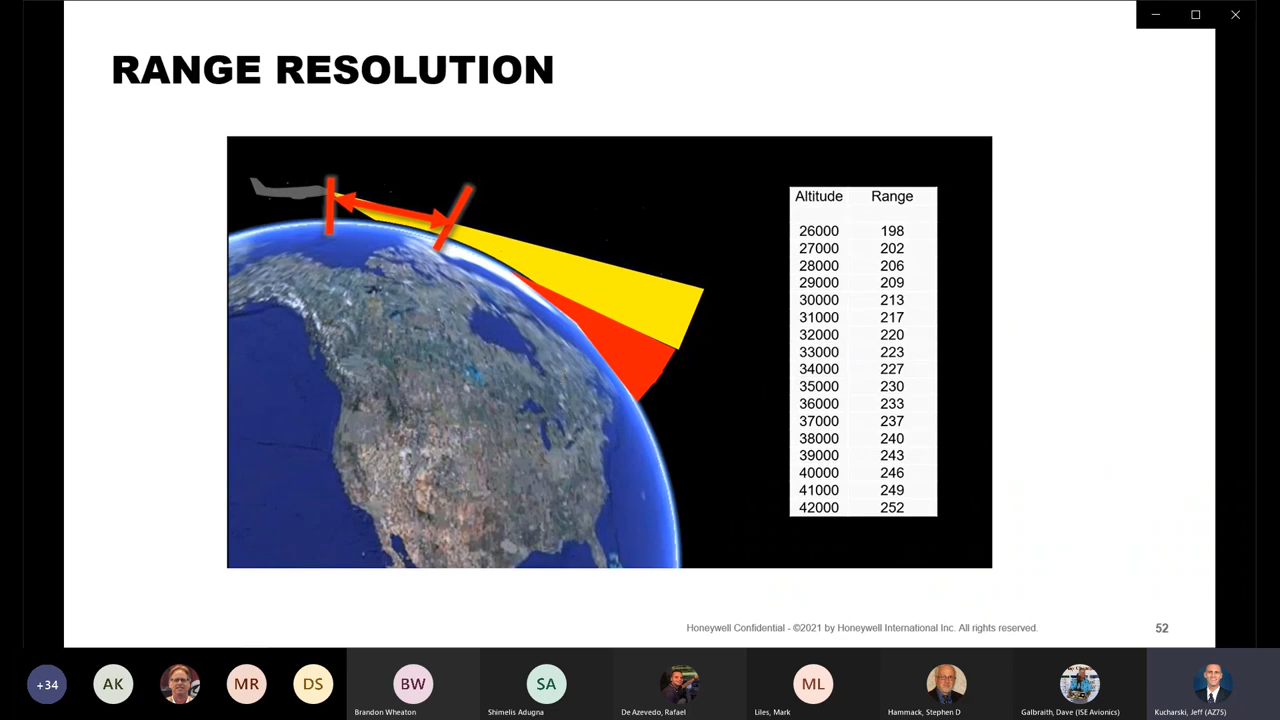 RANGE RESOLUTION
Altitude Range
26000 198
27000 202
28000 206
29000 209
30000 213
31000 217
32000 220
33000 223
34000 227
35000 230
36000 233
37000 237
38000 240
39000 243
40000 246
41000 249
42000 252
Honeywell Confidential - ©2021 by Honeywell International Inc. All rights reserved.
52
+34
AK
MR
DS
BW
Brandon Wheaton
SA
Shimelis Adugna
De Azevedo, Rafael
ML
Liles, Mark
Hammack, Stephen D
Galbraith, Dave (ISE Avionics)
Kucharski, Jeff (AZ75)